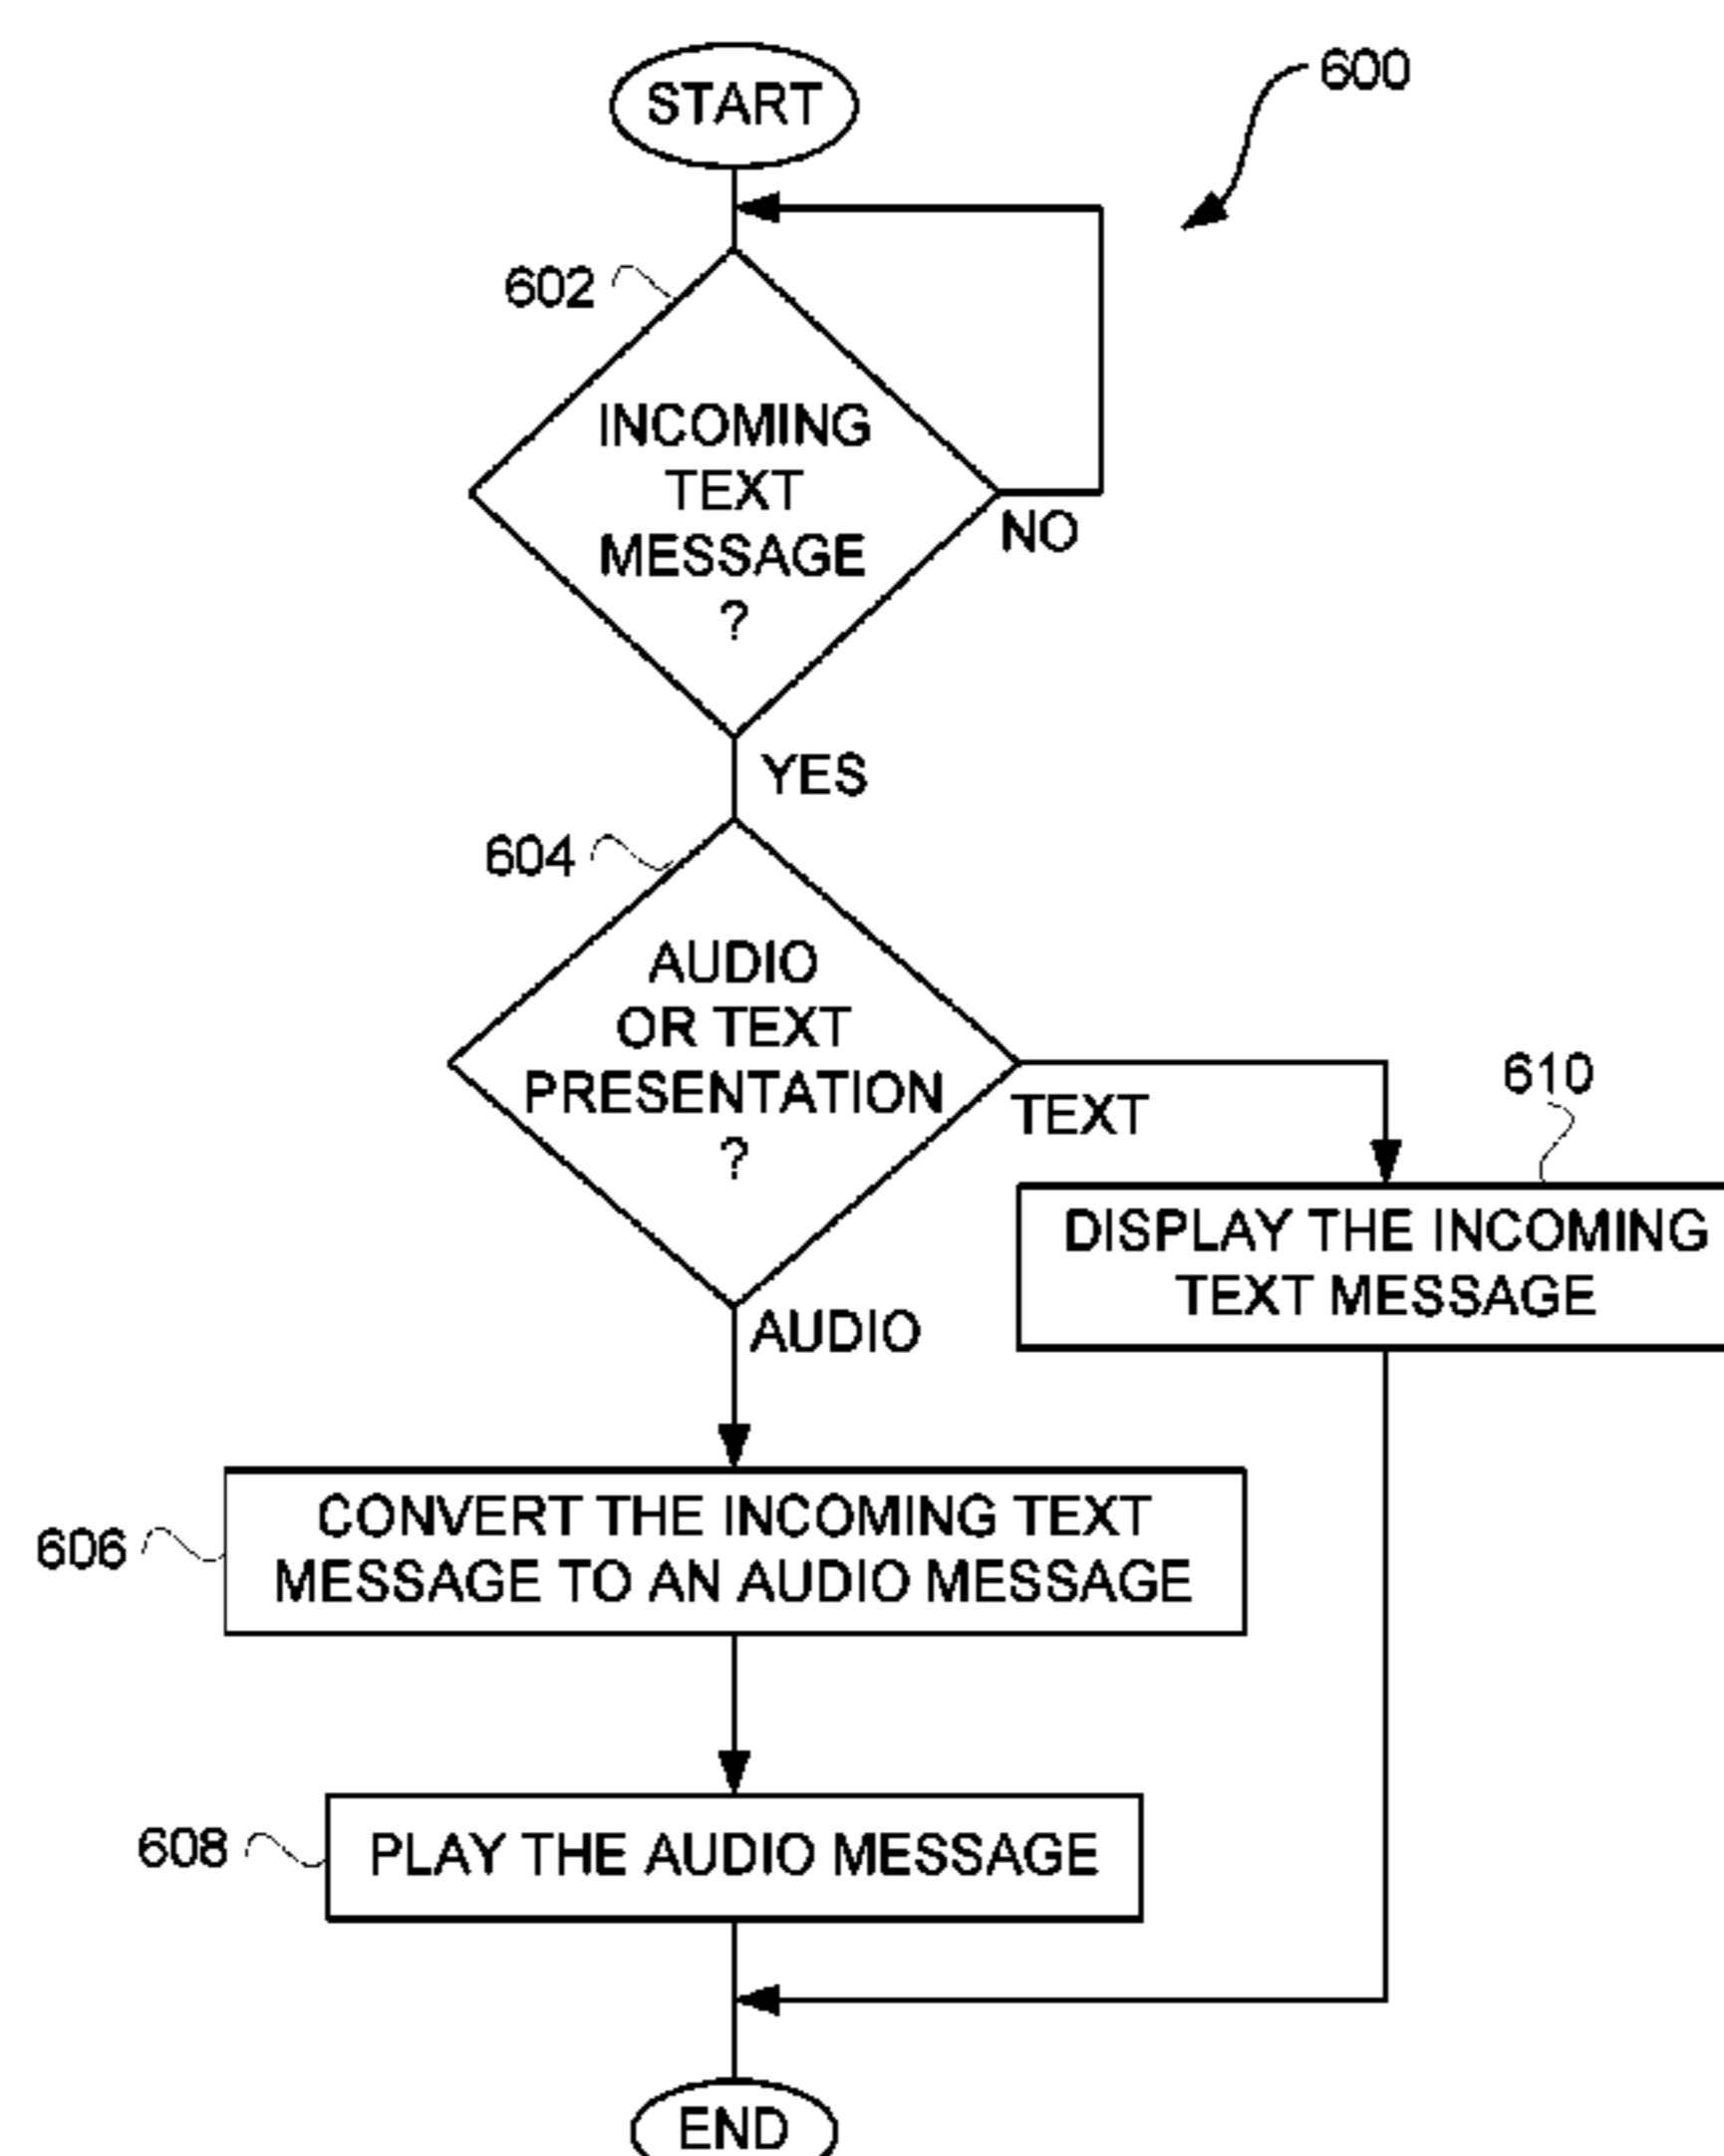 START
600
602
INCOMING
TEXT
MESSAGE
?
NO
YES
604
AUDIO
OR TEXT
PRESENTATION
?
TEXT
610
DISPLAY THE INCOMING
TEXT MESSAGE
AUDIO
606
CONVERT THE INCOMING TEXT
MESSAGE TO AN AUDIO MESSAGE
608
PLAY THE AUDIO MESSAGE
END